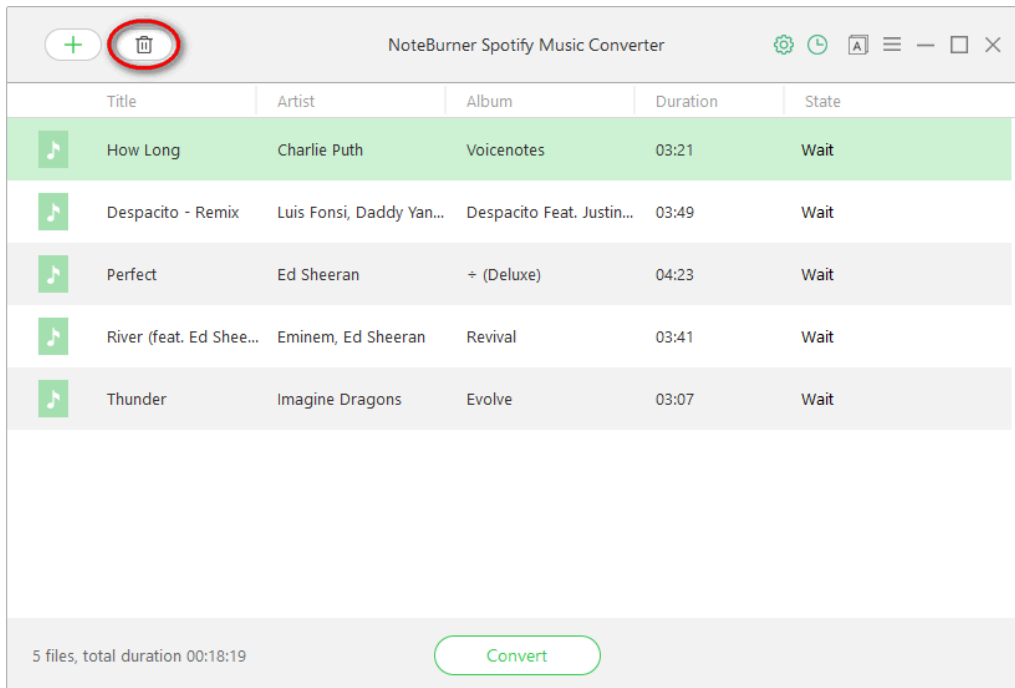 NoteBurner Spotify Music Converter A
Title Artist Album Duration State
How Long Charlie Puth Voicenotes 03:21 Wait
Despacito - Remix Luis Fonsi, Daddy Yan... Despacito Feat. Justin... 03:49 Wait
Perfect Ed Sheeran ÷ (Deluxe) 04:23 Wait
River (feat. Ed Shee... Eminem, Ed Sheeran Revival 03:41 Wait
Thunder Imagine Dragons Evolve 03:07 Wait
5 files, total duration 00:18:19 Convert